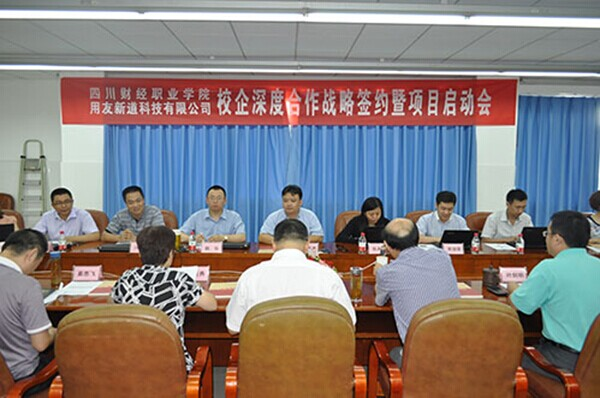 四川财经职业学院
用友新道科技有限公司
校企深度合作战略签约暨项目启动会